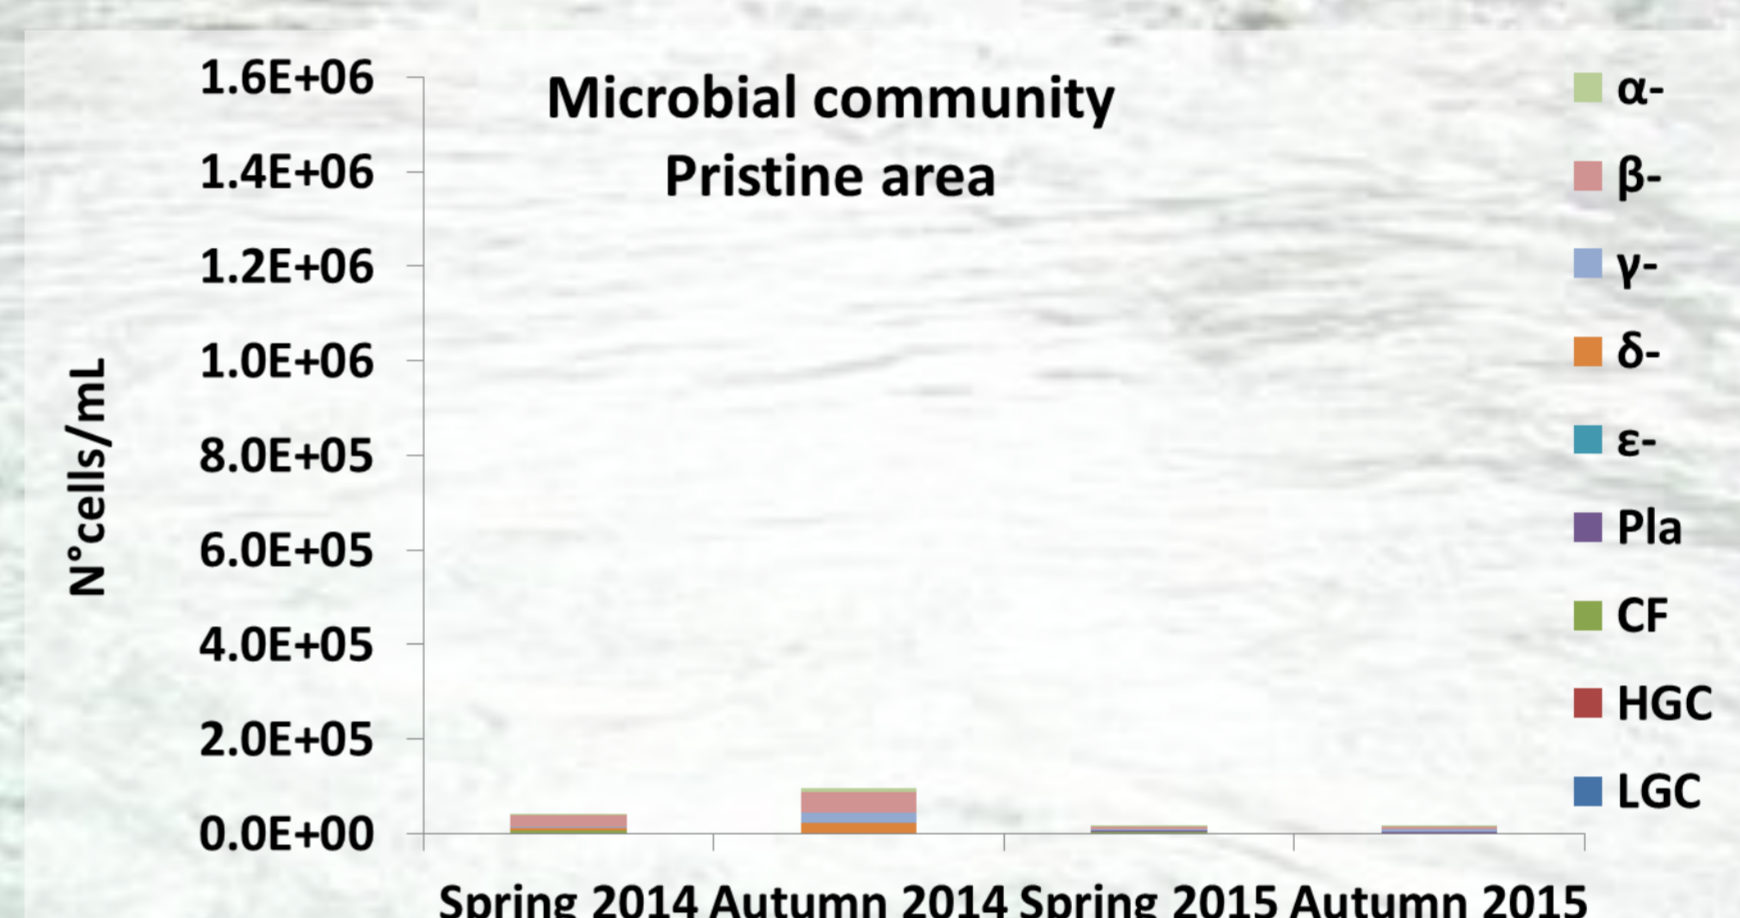 Microbial community
Pristine area
N°cells/mL
1.6E+06
1.4E+06
1.2E+06
1.0E+06
8.0E+05
6.0E+05
4.0E+05
2.0E+05
0.0E+00
Spring 2014 Autumn 2014 Spring 2015 Autumn 2015
α-
β-
γ-
δ-
ε-
Pla
CF
HGC
LGC